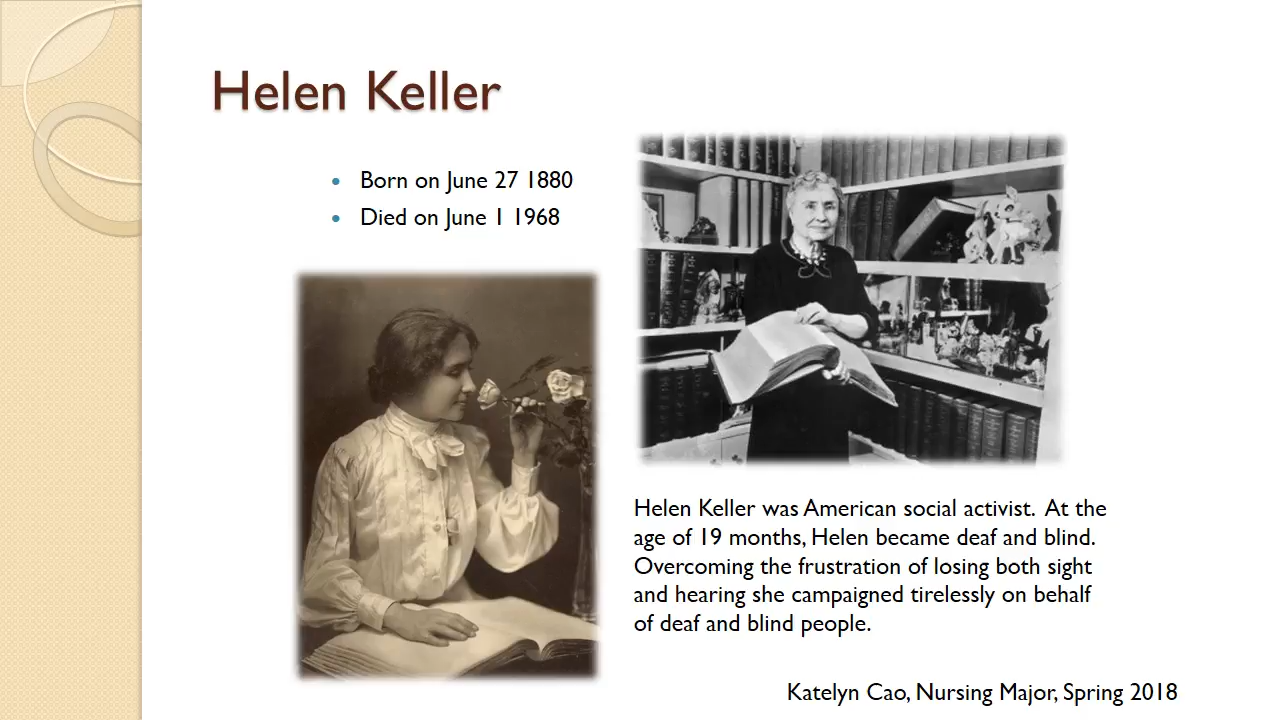 Helen Keller
Born on June 27 1880
Died on June 1 1968
Helen Keller was American social activist. At the
age of 19 months, Helen became deaf and blind.
Overcoming the frustration of losing both sight
and hearing she campaigned tirelessly on behalf
of deaf and blind people.
Katelyn Cao, Nursing Major, Spring 2018